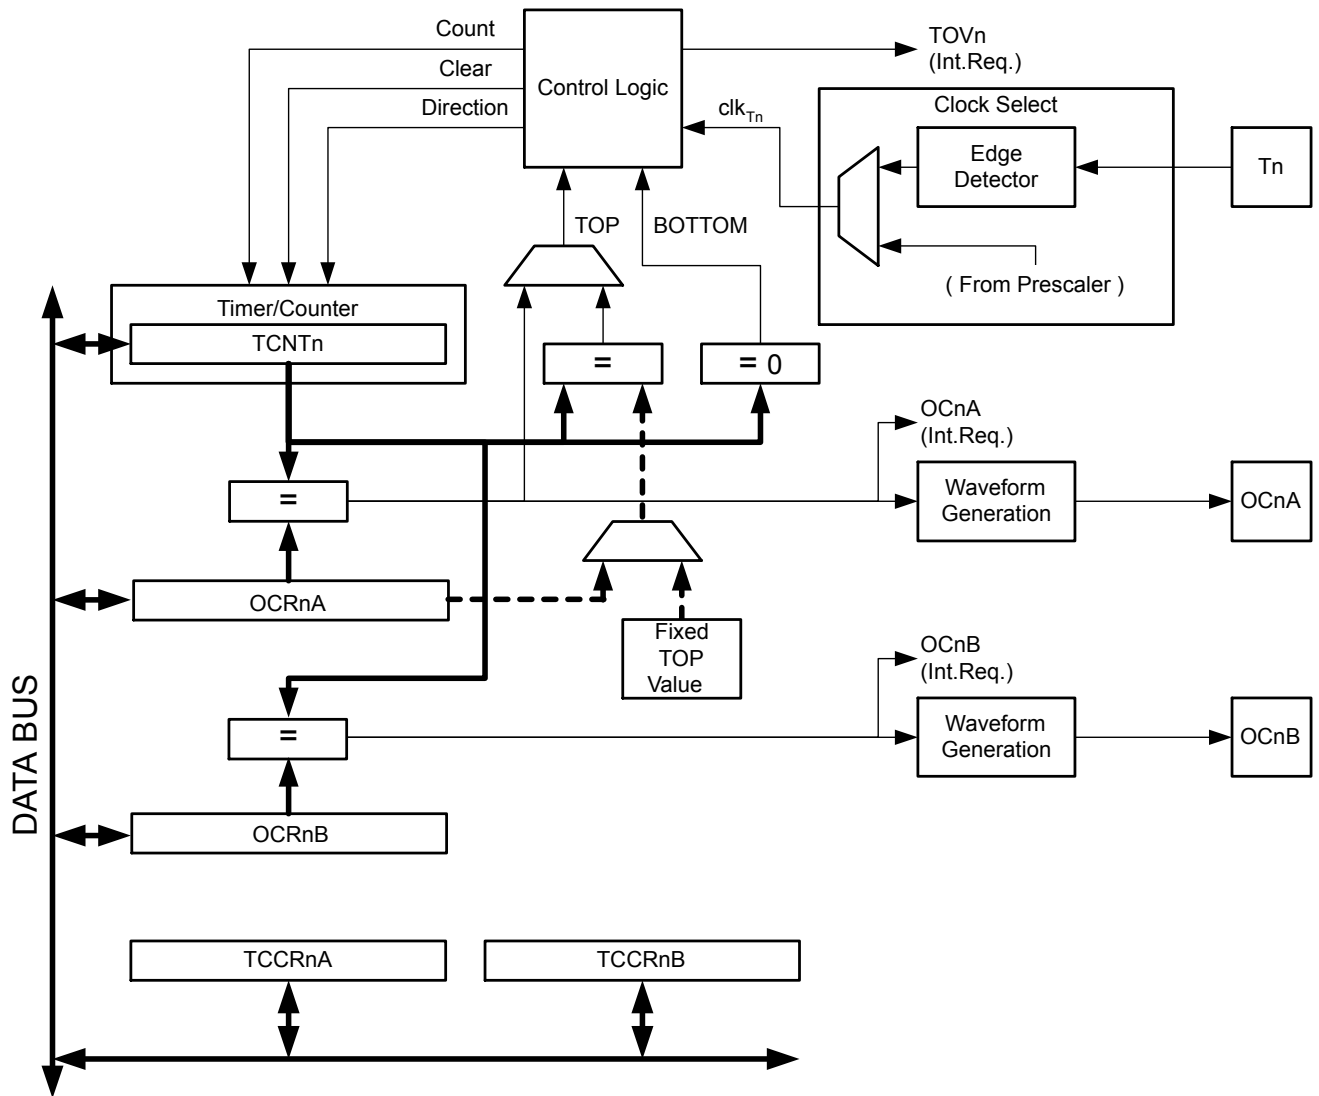 Count
Clear
Direction
Control Logic
TOVn
(Int.Req.)
clkTn
Clock Select
Edge
Detector
Tn
( From Prescaler )
TOP
BOTTOM
Timer/Counter
TCNTn
=
= 0
OCnA
(Int.Req.)
=
Waveform
Generation
OCnA
OCRnA
Fixed
TOP
Value
OCnB
(Int.Req.)
=
Waveform
Generation
OCnB
OCRnB
DATA BUS
TCCRnA
TCCRnB